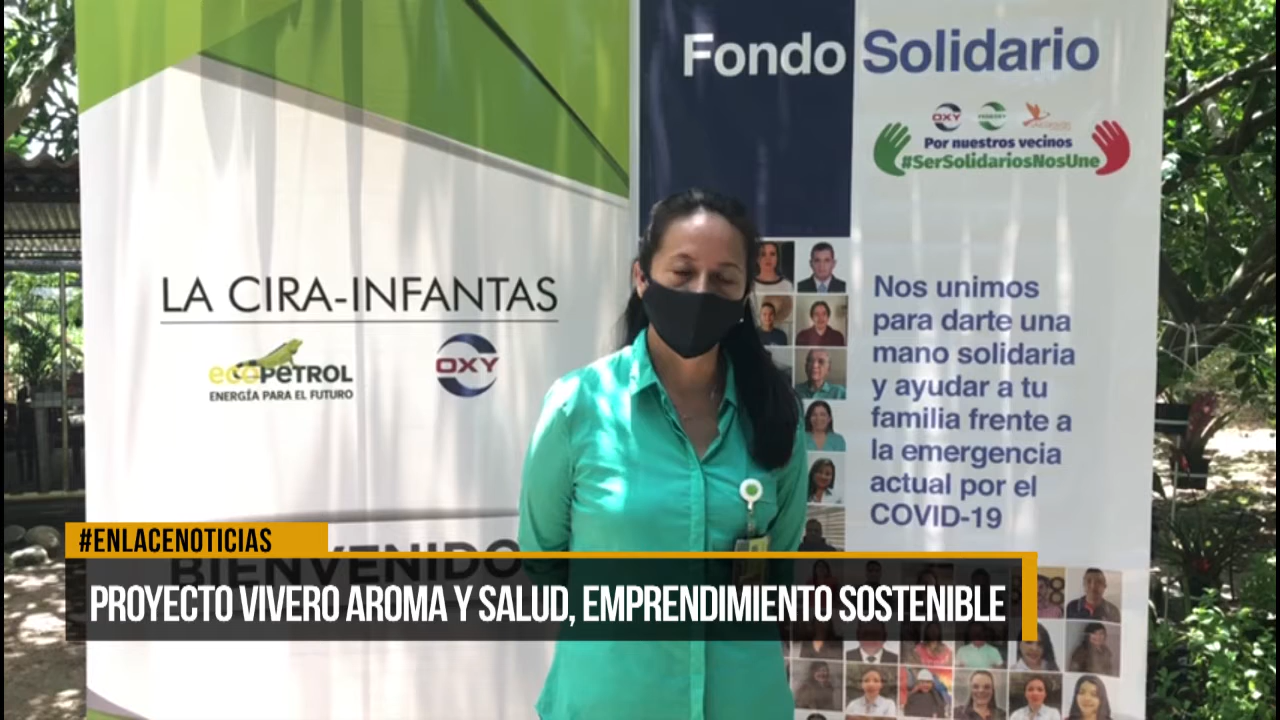 Fondo Solidario
OXY
Por nuestros vecinos
#SerSolidariosNosUne
LA CIRA-INFANTAS
ecoPETROL
ENERGÍA PARA EL FUTURO
OXY
Nos unimos
para darte una
mano solidaria
y ayudar a tu
familia frente a
la emergencia
actual por el
COVID-19
BIENVENIDO
#ENLACENOTICIAS
PROYECTO VIVERO AROMA Y SALUD, EMPRENDIMIENTO SOSTENIBLE